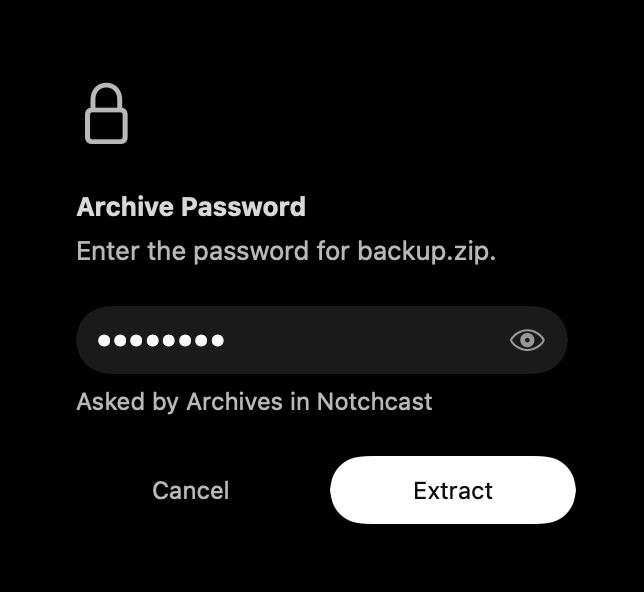 Archive Password
Enter the password for backup.zip.
••••••••
Asked by Archives in Notchcast
Cancel
Extract